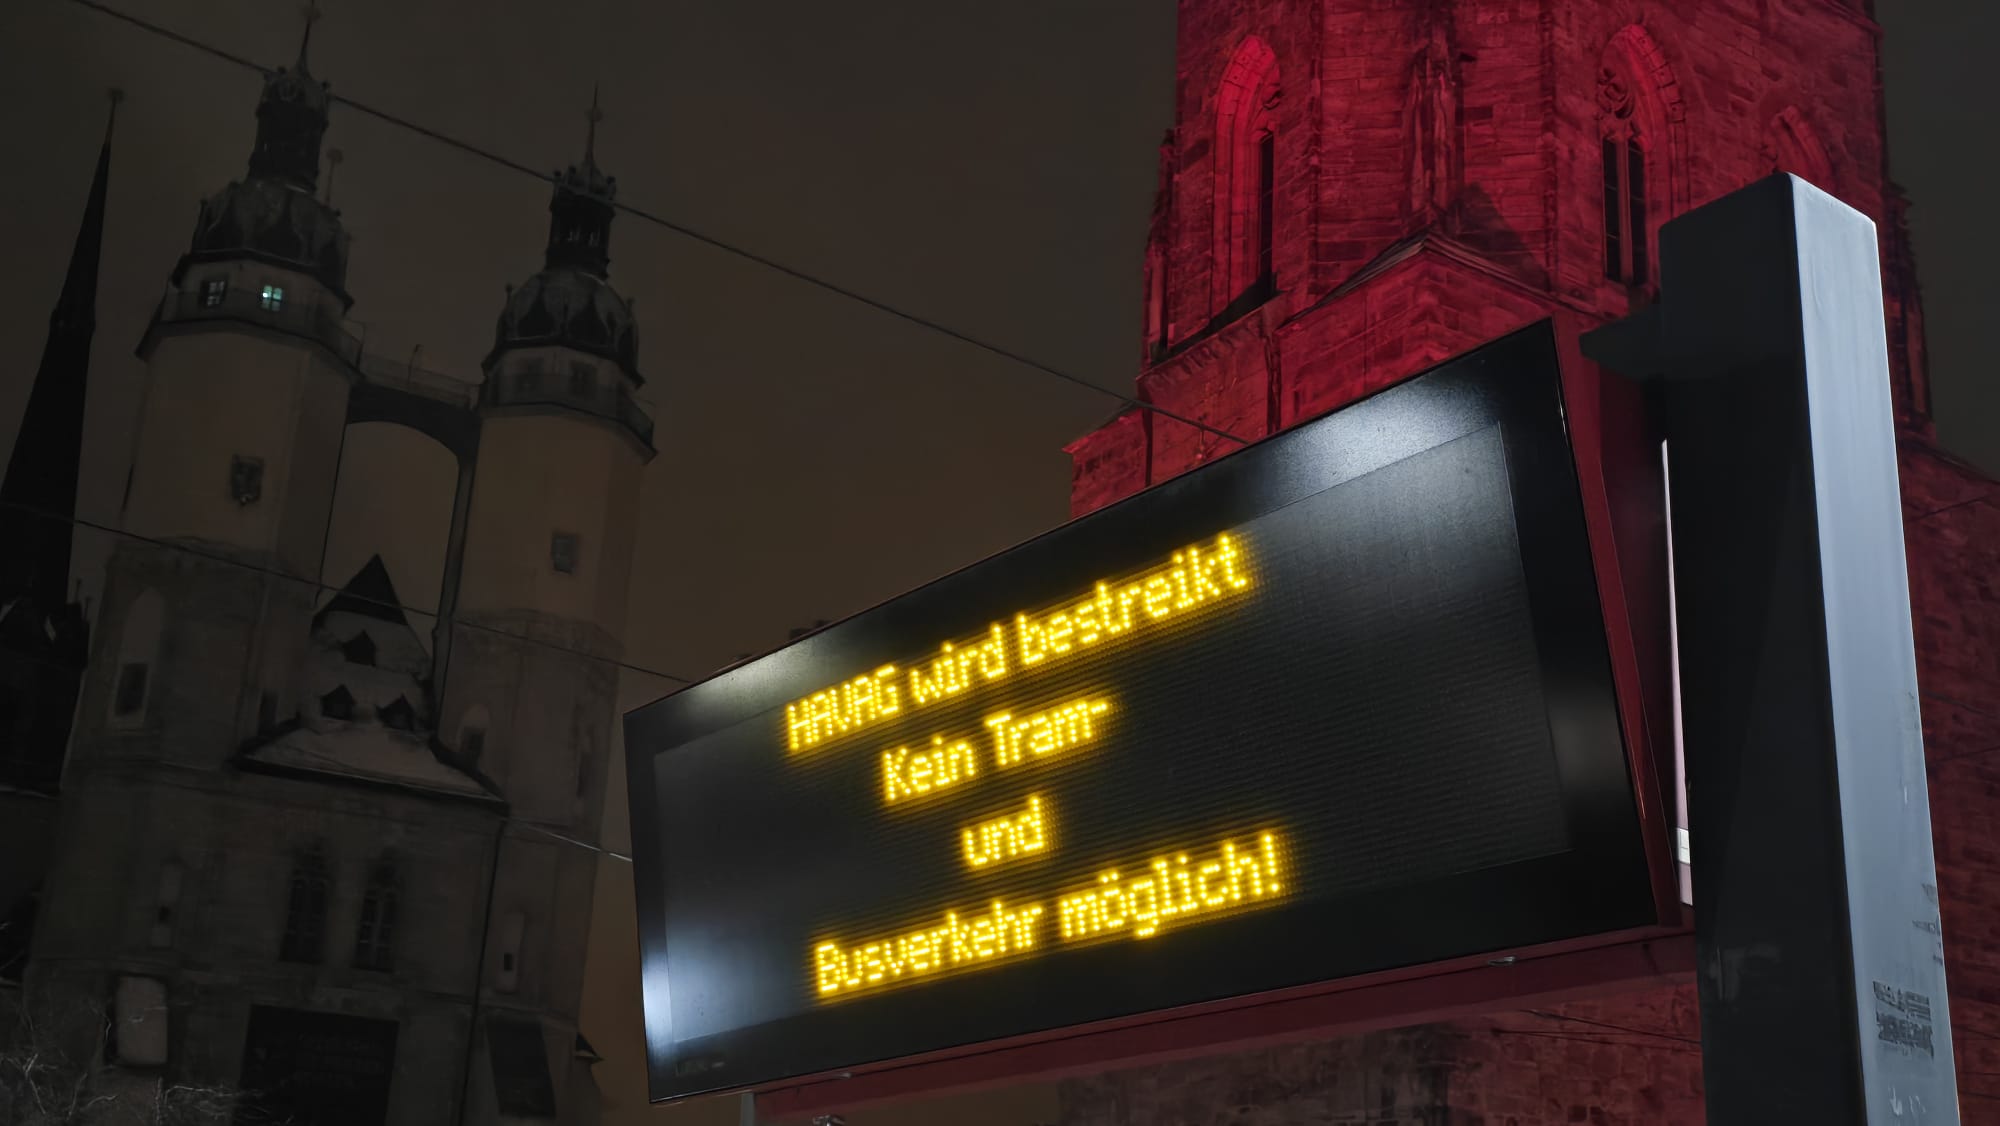 HAVAG wird bestreikt
Kein Tram-
und
Busverkehr möglich!